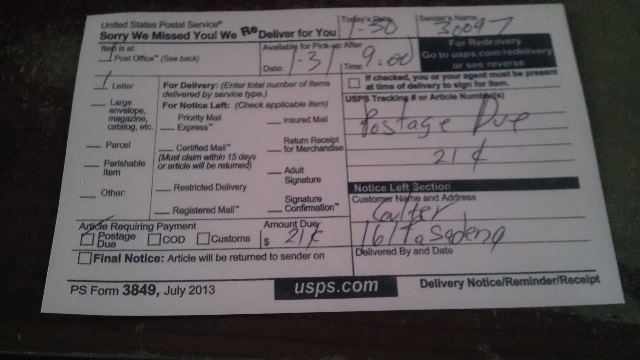 United States Postal Service®
Sorry We Missed You! We ReDeliver for You
Today's Date 1-30
Sender's Name 30097
Item is at:
Post Office™ (See back)
Available for Pick-up After
Date: 1-31 Time: 9:00
For Redelivery
Go to usps.com/redelivery
or see reverse
1 Letter
Large
envelope,
magazine,
catalog, etc.
Parcel
Perishable
Item
Other:
For Delivery: (Enter total number of items
delivered by service type.)
For Notice Left: (Check applicable item)
Priority Mail
Express™
Certified Mail™
(Must claim within 15 days
or article will be returned)
Restricted Delivery
Registered Mail™
Insured Mail
Return Receipt
for Merchandise
Adult
Signature
Signature
Confirmation™
If checked, you or your agent must be present
at time of delivery to sign for item.
USPS Tracking # or Article Number(s)
Postage Due
21 ¢
Notice Left Section
Customer Name and Address
Coulter
Article Requiring Payment
Postage
Due
COD
Customs
Amount Due
$ 21¢
Delivered By and Date
Final Notice: Article will be returned to sender on
PS Form 3849, July 2013
usps.com
Delivery Notice/Reminder/Receipt